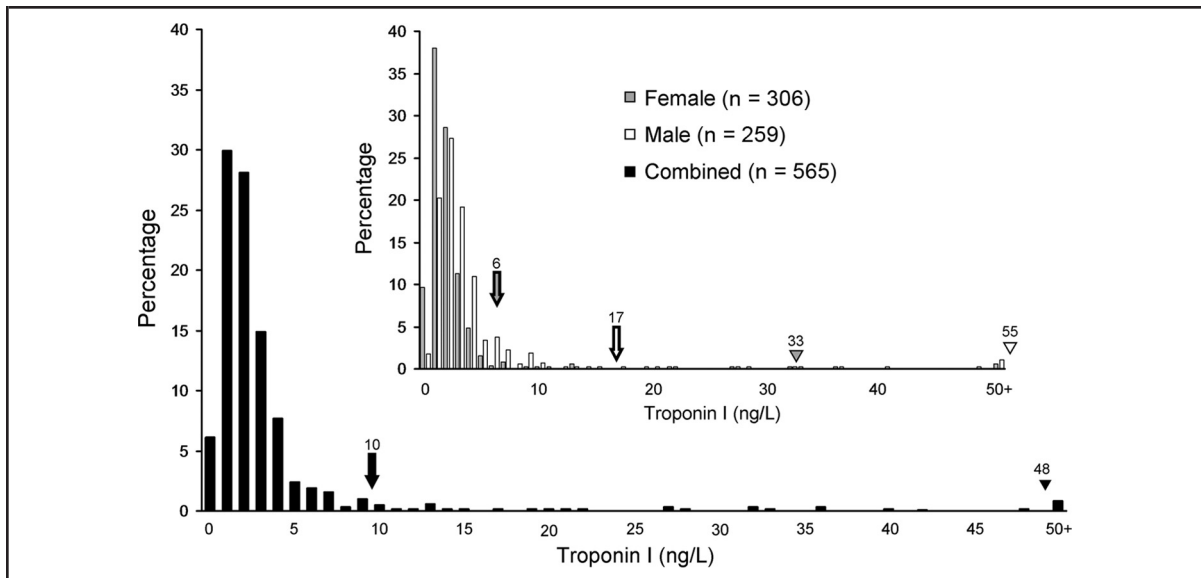 40
35
30
25
20
15
10
5
0
Percentage
10
48
0 5 10 15 20 25 30 35 40 45 50+
Troponin I (ng/L)
40
35
30
25
20
15
10
5
0
Percentage
Female (n = 306)
Male (n = 259)
Combined (n = 565)
6
17
33
55
0 10 20 30 40 50+
Troponin I (ng/L)